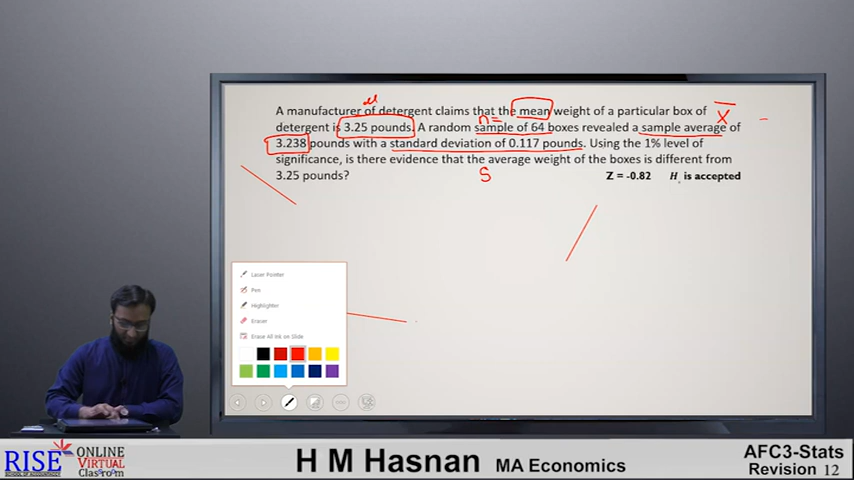 μ
A manufacturer of detergent claims that the mean weight of a particular box of
n= X
detergent is 3.25 pounds. A random sample of 64 boxes revealed a sample average of
3.238 pounds with a standard deviation of 0.117 pounds. Using the 1% level of
significance, is there evidence that the average weight of the boxes is different from
S
3.25 pounds? Z = -0.82 H is accepted
Laser Pointer
Pen
Highlighter
Eraser
Erase All Ink on Slide
RISE ONLINE VIRTUAL Classroom
SCHOOL OF ACCOUNTANCY
H M Hasnan MA Economics
AFC3-Stats
Revision 12